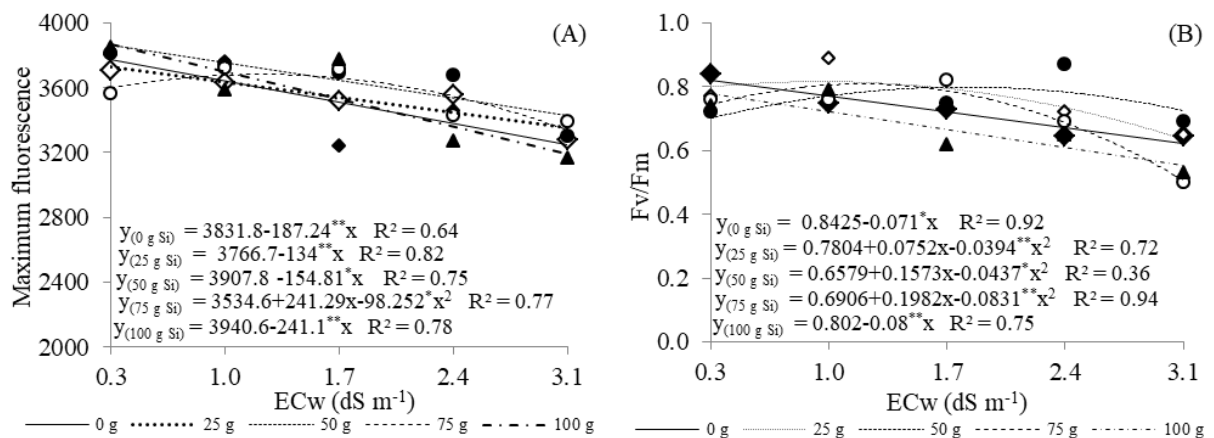 (A)
4000
3600
3200
2800
2400
2000
Maximum fluorescence
y(0 g Si) = 3831.8-187.24**x R² = 0.64
y(25 g Si) = 3766.7-134**x R² = 0.82
y(50 g Si) = 3907.8 -154.81*x R² = 0.75
y(75 g Si) = 3534.6+241.29x-98.252*x² R² = 0.77
y(100 g Si) = 3940.6-241.1**x R² = 0.78
0.3 1.0 1.7 2.4 3.1
ECw (dS m⁻¹)
0 g 25 g 50 g 75 g 100 g
(B)
1.0
0.8
0.6
0.4
0.2
0.0
Fv/Fm
y(0 g Si) = 0.8425-0.071*x R² = 0.92
y(25 g Si) = 0.7804+0.0752x-0.0394**x² R² = 0.72
y(50 g Si) = 0.6579+0.1573x-0.0437*x² R² = 0.36
y(75 g Si) = 0.6906+0.1982x-0.0831**x² R² = 0.94
y(100 g Si) = 0.802-0.08**x R² = 0.75
0.3 1.0 1.7 2.4 3.1
ECw (dS m⁻¹)
0 g 25 g 50 g 75 g 100 g